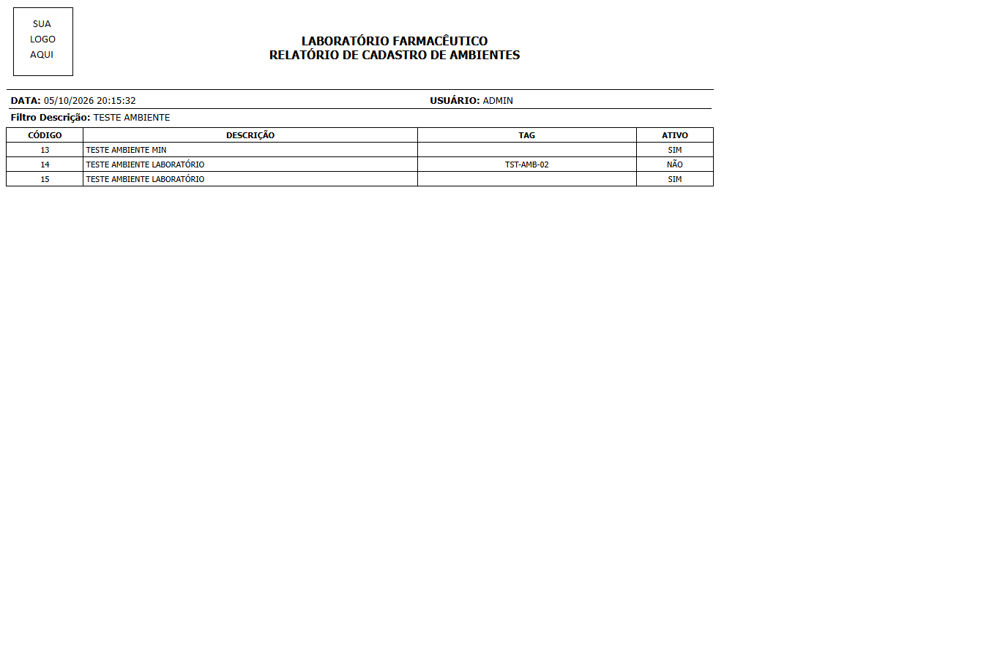 SUA
LOGO
AQUI
LABORATÓRIO FARMACÊUTICO
RELATÓRIO DE CADASTRO DE AMBIENTES
DATA: 05/10/2026 20:15:32 USUÁRIO: ADMIN
Filtro Descrição: TESTE AMBIENTE
CÓDIGO DESCRIÇÃO TAG ATIVO
13 TESTE AMBIENTE MIN SIM
14 TESTE AMBIENTE LABORATÓRIO TST-AMB-02 NÃO
15 TESTE AMBIENTE LABORATÓRIO SIM